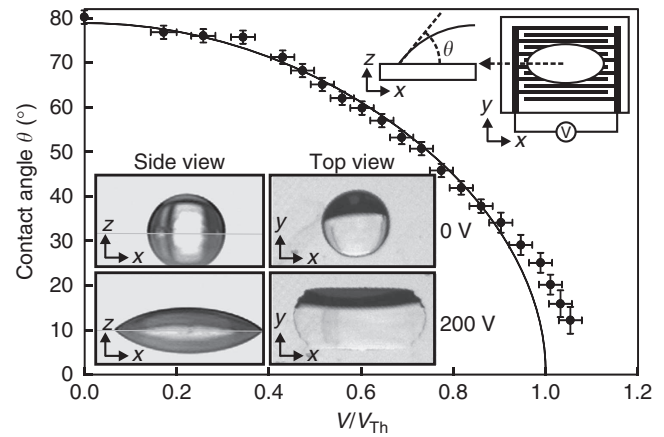 80
70
60
50
40
30
20
10
0
Contact angle θ (°)
0.0
0.2
0.4
0.6
0.8
1.0
1.2
V/V_Th
z
x
θ
y
x
V
Side view
Top view
z
x
y
x
0 V
z
x
y
x
200 V